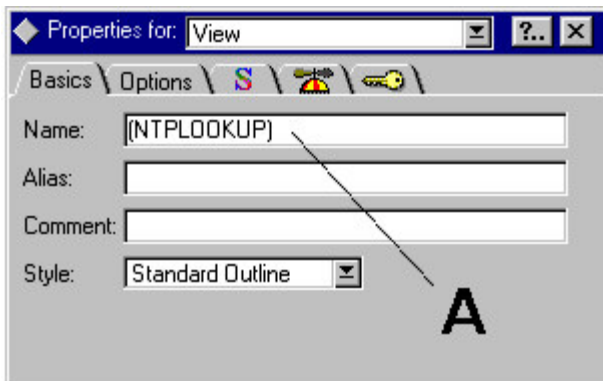 Properties for: View ?..
Basics Options S
Name: (NTPLOOKUP)
Alias:
Comment:
Style: Standard Outline
A